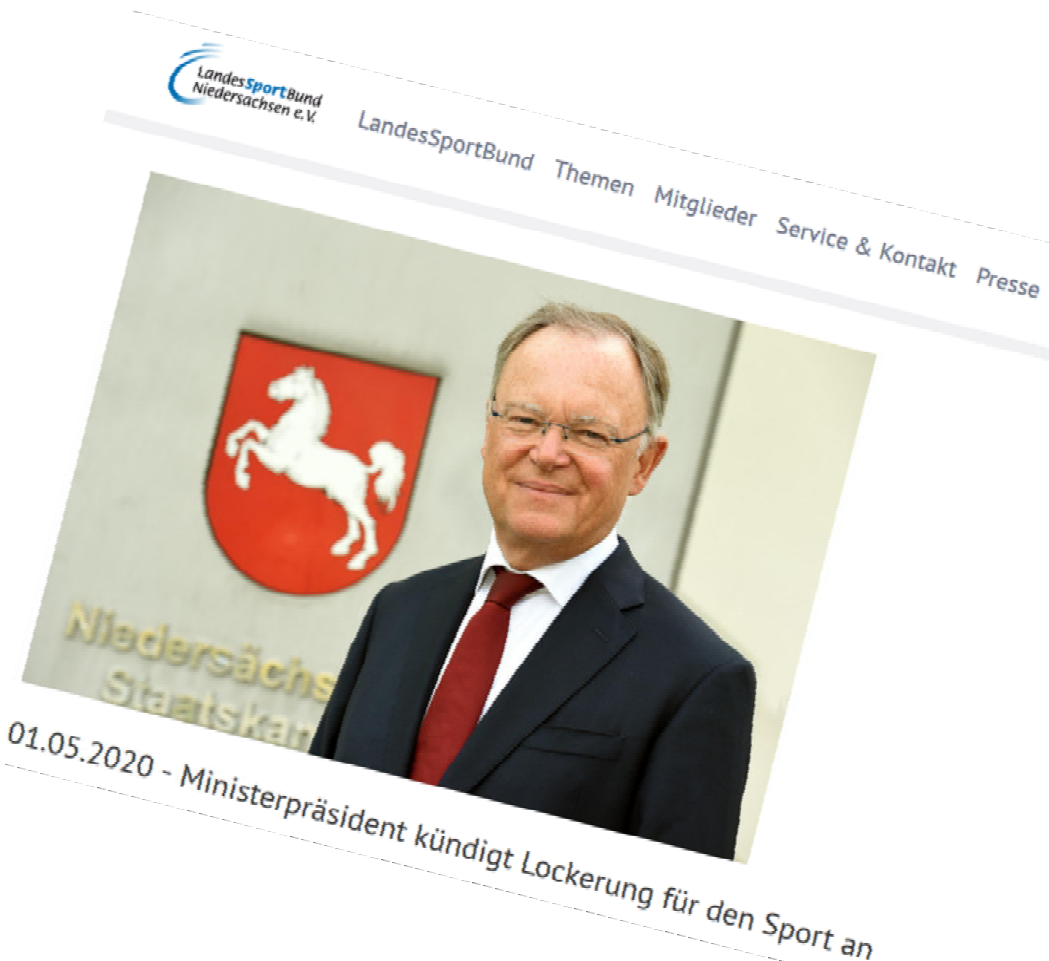 LandesSportBund
Niedersachsen e.V.
LandesSportBund Themen Mitglieder Service & Kontakt Presse
Niedersächs
Staatskan
01.05.2020 - Ministerpräsident kündigt Lockerung für den Sport an